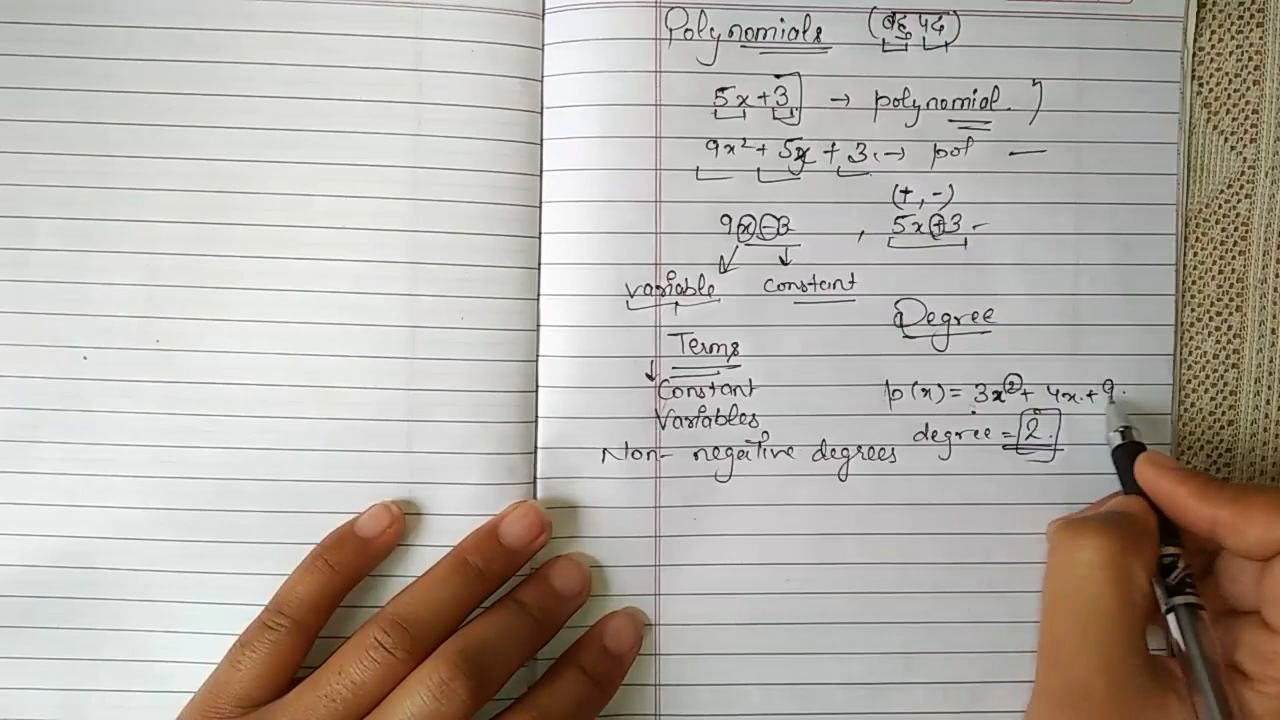 Polynomials (बहु पद)
5x + 3 → polynomial.
9x² + 5x + 3 → pol
(+, -)
9x - 3 , 5x + 3 -
variable constant
Degree
Terms
Constant p(x) = 3x² + 4x + 9.
Variables degree = 2.
Non-negative degrees